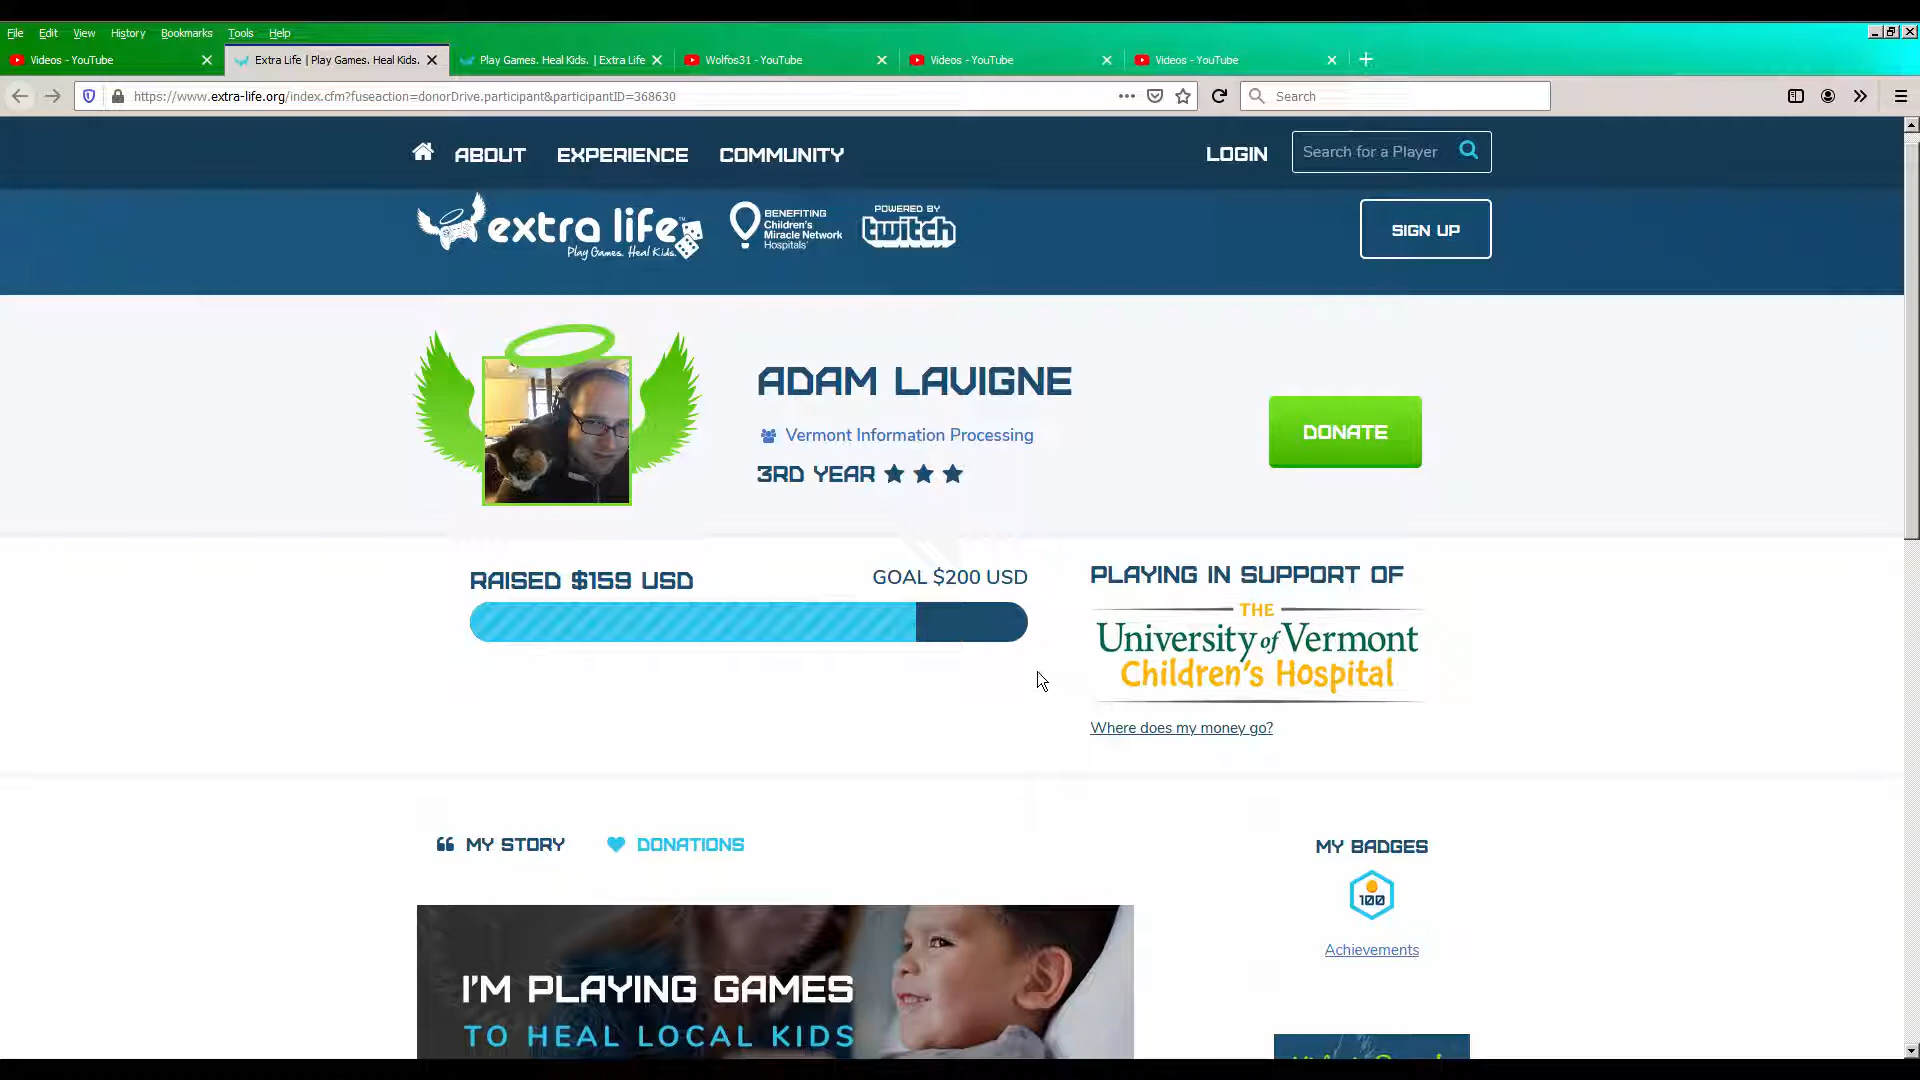 File Edit View History Bookmarks Tools Help
Videos - YouTube
Extra Life | Play Games. Heal Kids.
Play Games. Heal Kids. | Extra Life
Wolfos31 - YouTube
Videos - YouTube
Videos - YouTube
https://www.extra-life.org/index.cfm?fuseaction=donorDrive.participant&participantID=368630
Search
ABOUT EXPERIENCE COMMUNITY
LOGIN
Search for a Player
extra life™
Play Games. Heal Kids.
BENEFITING
Children's
Miracle Network
Hospitals
POWERED BY
twitch
SIGN UP
ADAM LAVIGNE
Vermont Information Processing
3RD YEAR
DONATE
RAISED $159 USD
GOAL $200 USD
PLAYING IN SUPPORT OF
THE
University of Vermont
Children's Hospital
Where does my money go?
MY STORY
DONATIONS
MY BADGES
100
Achievements
I'M PLAYING GAMES
TO HEAL LOCAL KIDS